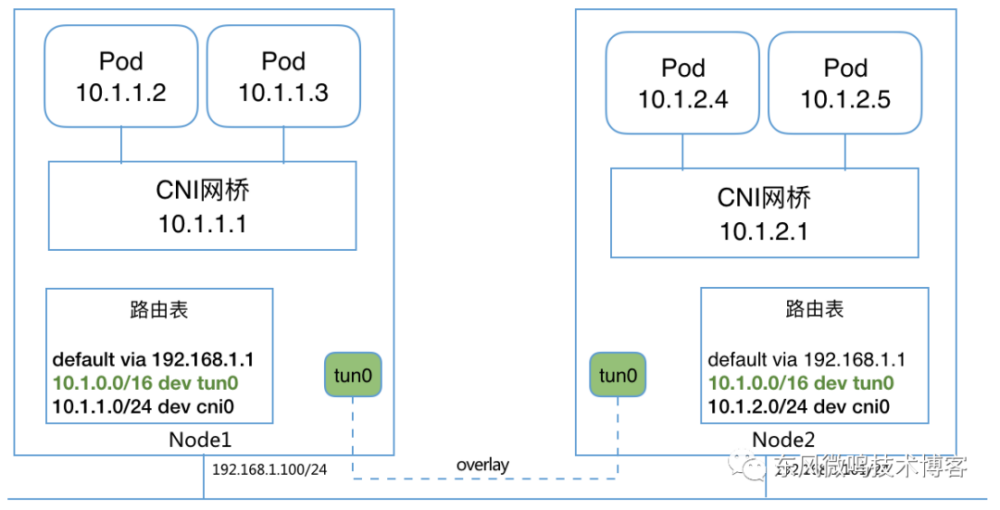 Pod
10.1.1.2
Pod
10.1.1.3
CNI网桥
10.1.1.1
路由表
default via 192.168.1.1
10.1.0.0/16 dev tun0
10.1.1.0/24 dev cni0
tun0
Node1
192.168.1.100/24
overlay
Pod
10.1.2.4
Pod
10.1.2.5
CNI网桥
10.1.2.1
tun0
路由表
default via 192.168.1.1
10.1.0.0/16 dev tun0
10.1.2.0/24 dev cni0
Node2
东风微鸣技术博客